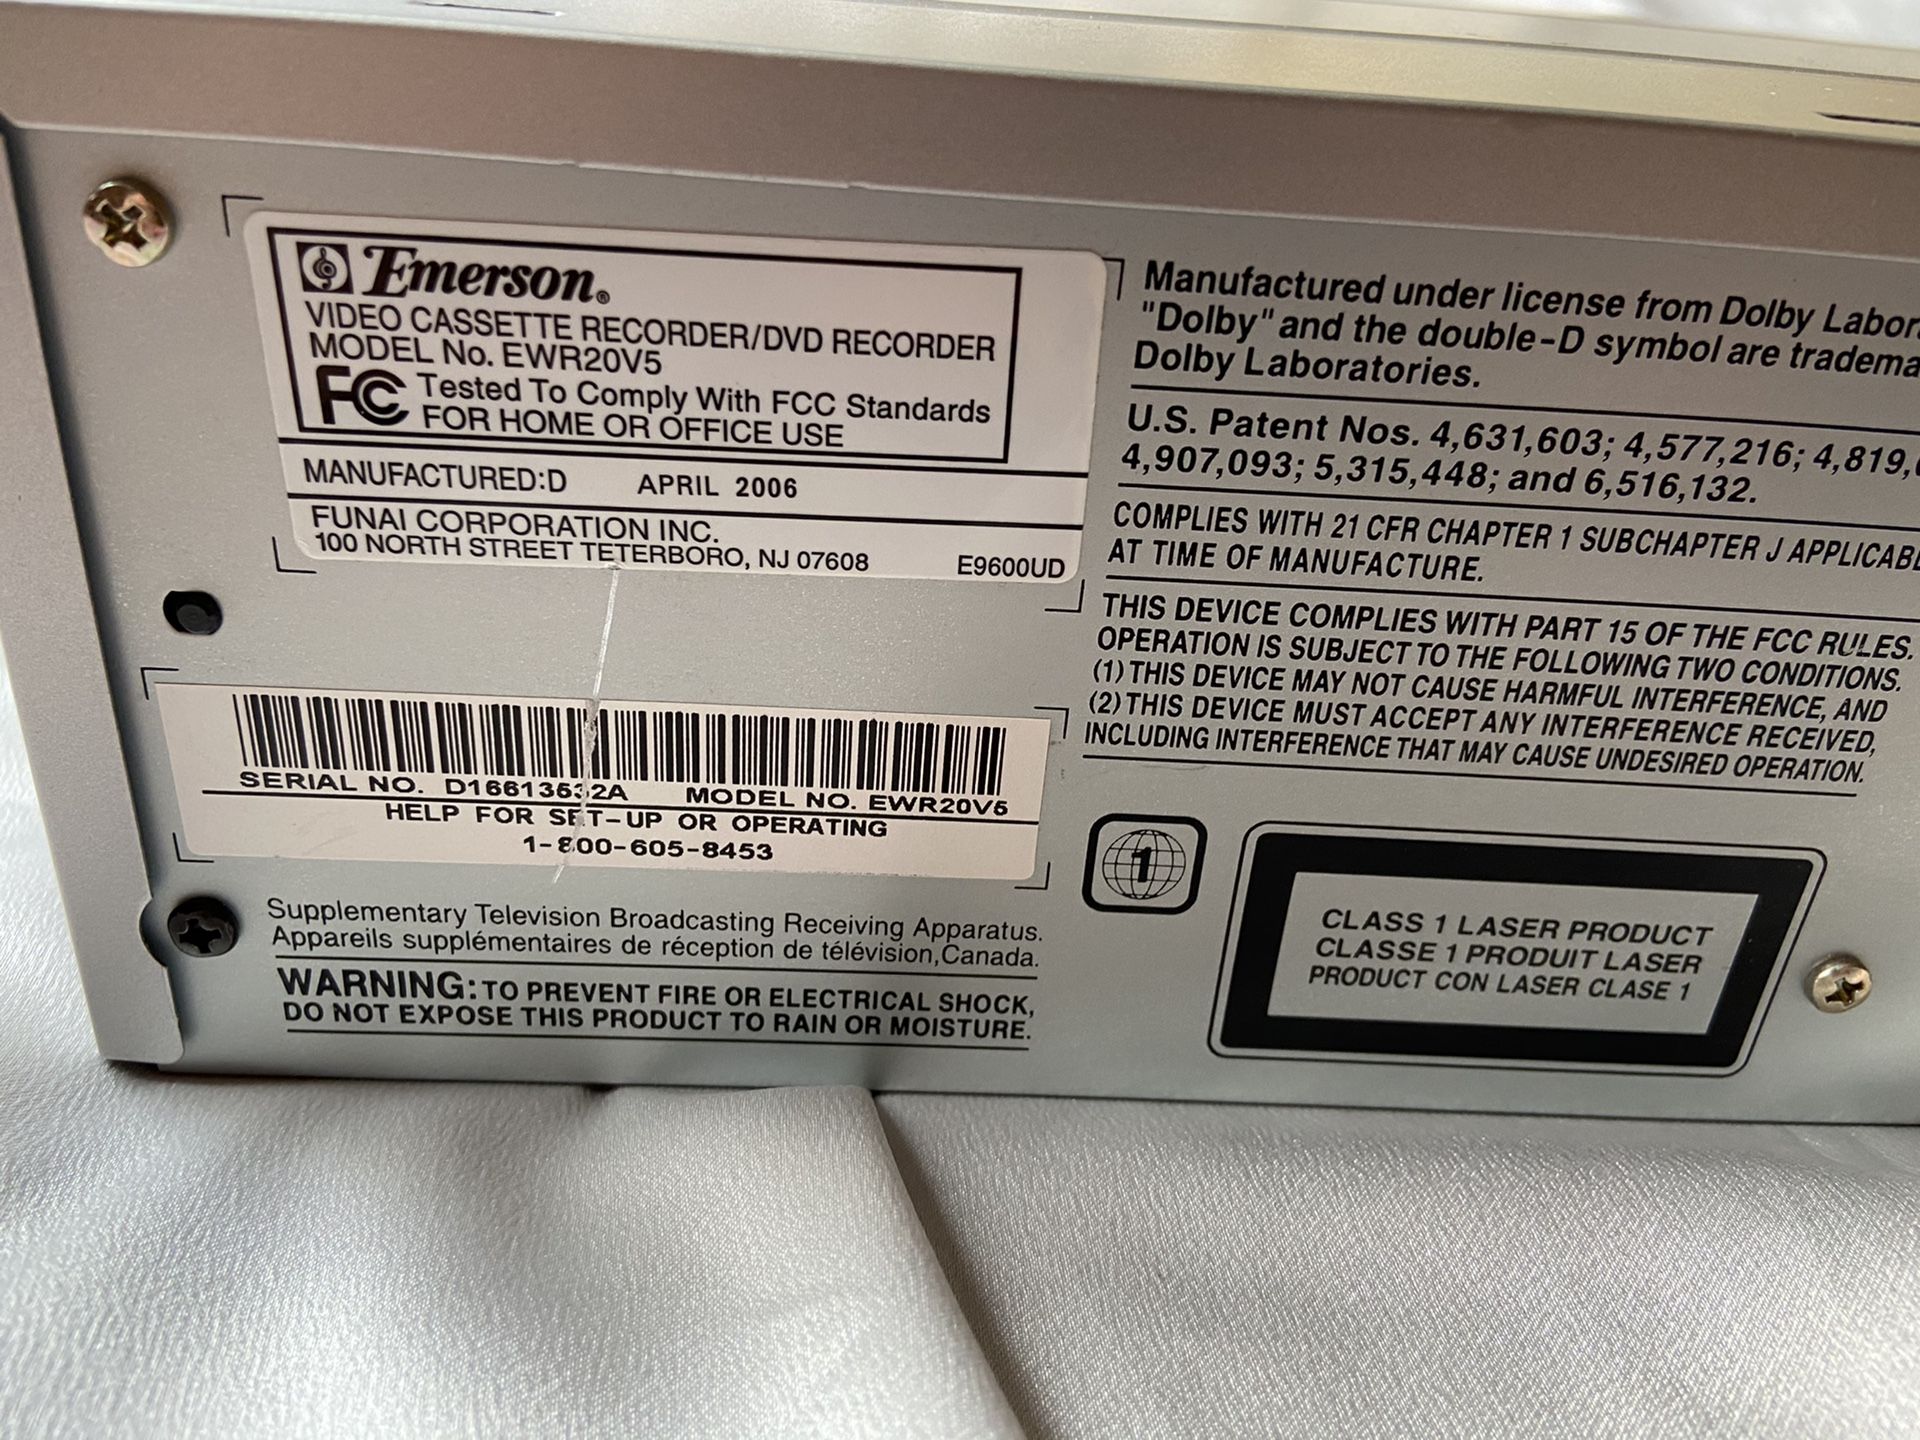 Emerson®
VIDEO CASSETTE RECORDER/DVD RECORDER
MODEL No. EWR20V5
FC Tested To Comply With FCC Standards
FOR HOME OR OFFICE USE
MANUFACTURED:D APRIL 2006
FUNAI CORPORATION INC.
100 NORTH STREET TETERBORO, NJ 07608 E9600UD
SERIAL NO. MODEL NO. EWR20V5
HELP FOR SET-UP OR OPERATING
1-800-605-8453
Supplementary Television Broadcasting Receiving Apparatus.
Appareils supplémentaires de réception de télévision,Canada.
WARNING: TO PREVENT FIRE OR ELECTRICAL SHOCK,
DO NOT EXPOSE THIS PRODUCT TO RAIN OR MOISTURE.
Manufactured under license from Dolby
"Dolby" and the double-D symbol are
Dolby Laboratories.
U.S. Patent Nos. 4,631,603; 4,577,216;
4,907,093; 5,315,448; and 6,516,132.
COMPLIES WITH 21 CFR CHAPTER 1 SUBCHAPTER J
AT TIME OF MANUFACTURE.
THIS DEVICE COMPLIES WITH PART 15 OF THE FCC RULES.
OPERATION IS SUBJECT TO THE FOLLOWING TWO CONDITIONS.
(1) THIS DEVICE MAY NOT CAUSE HARMFUL INTERFERENCE, AND
(2) THIS DEVICE MUST ACCEPT ANY INTERFERENCE RECEIVED,
INCLUDING INTERFERENCE THAT MAY CAUSE UNDESIRED OPERATION.
1
CLASS 1 LASER PRODUCT
CLASSE 1 PRODUIT LASER
PRODUCT CON LASER CLASE 1